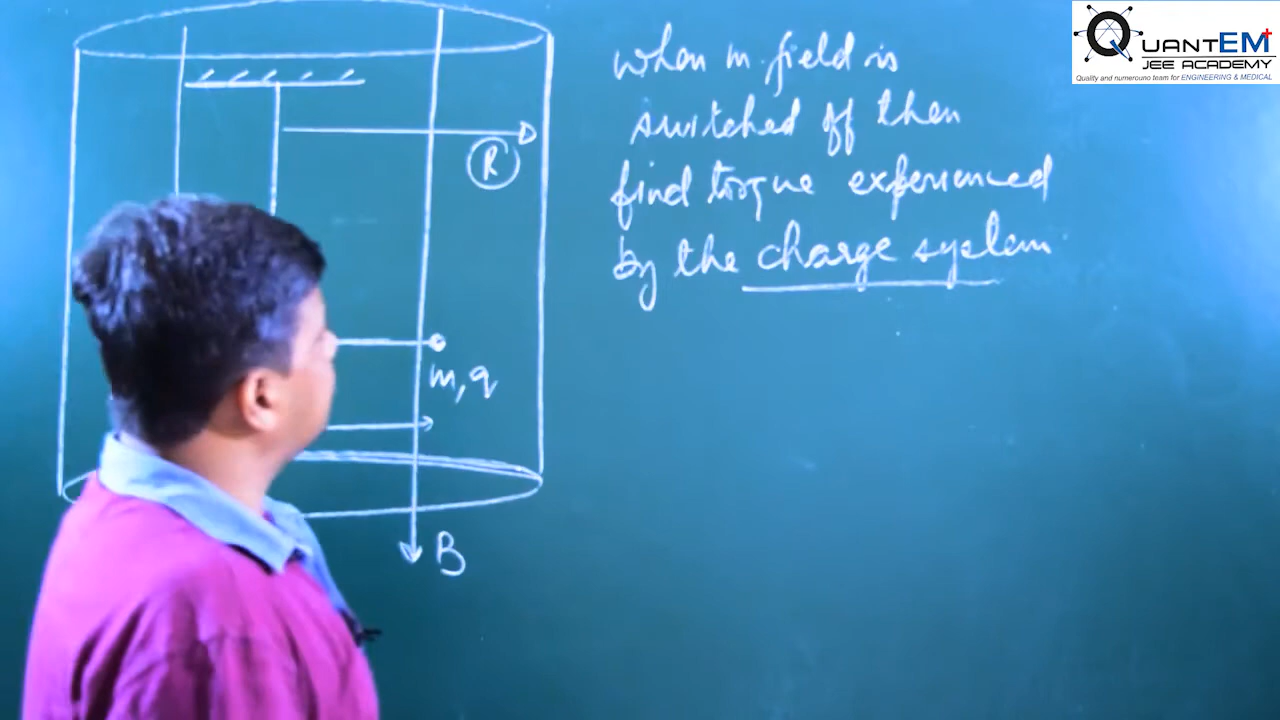 QUANTEM
JEE ACADEMY
Quality and numerouno team for ENGINEERING & MEDICAL
when m. field is
switched off then
find torque experienced
by the charge system
R
m, q
B